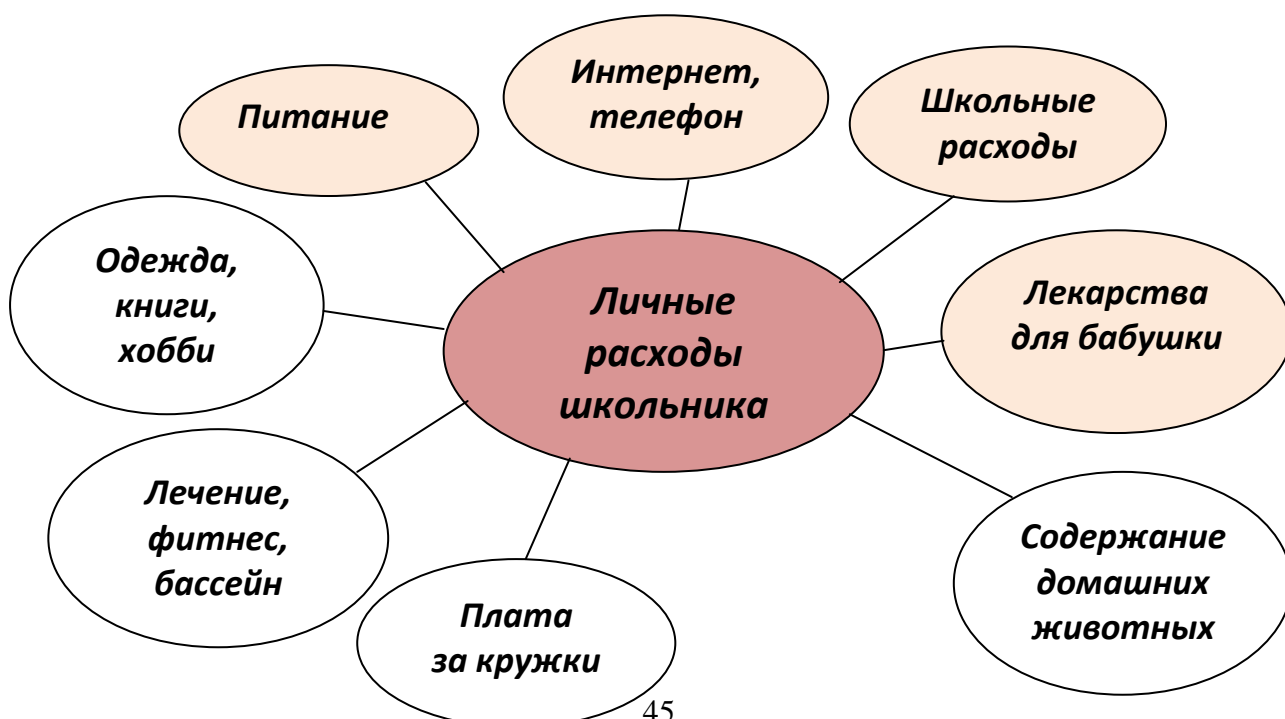 Интернет,
телефон
Питание
Школьные
расходы
Одежда,
книги,
хобби
Личные
расходы
школьника
Лекарства
для бабушки
Лечение,
фитнес,
бассейн
Плата
за кружки
Содержание
домашних
животных
45